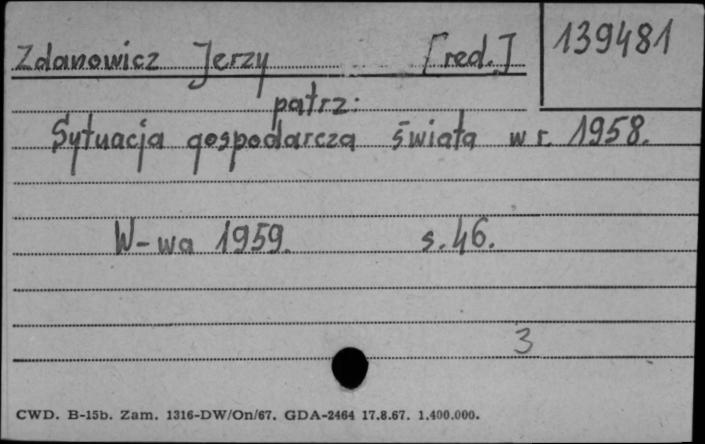 139481
Zdanowicz Jerzy [red.]
patrz:
Sytuacja gospodarcza świata w r. 1958.
W-wa 1959. s. 46.
3
CWD. B-15b. Zam. 1316-DW/On/67. GDA-2464 17.8.67. 1.400.000.